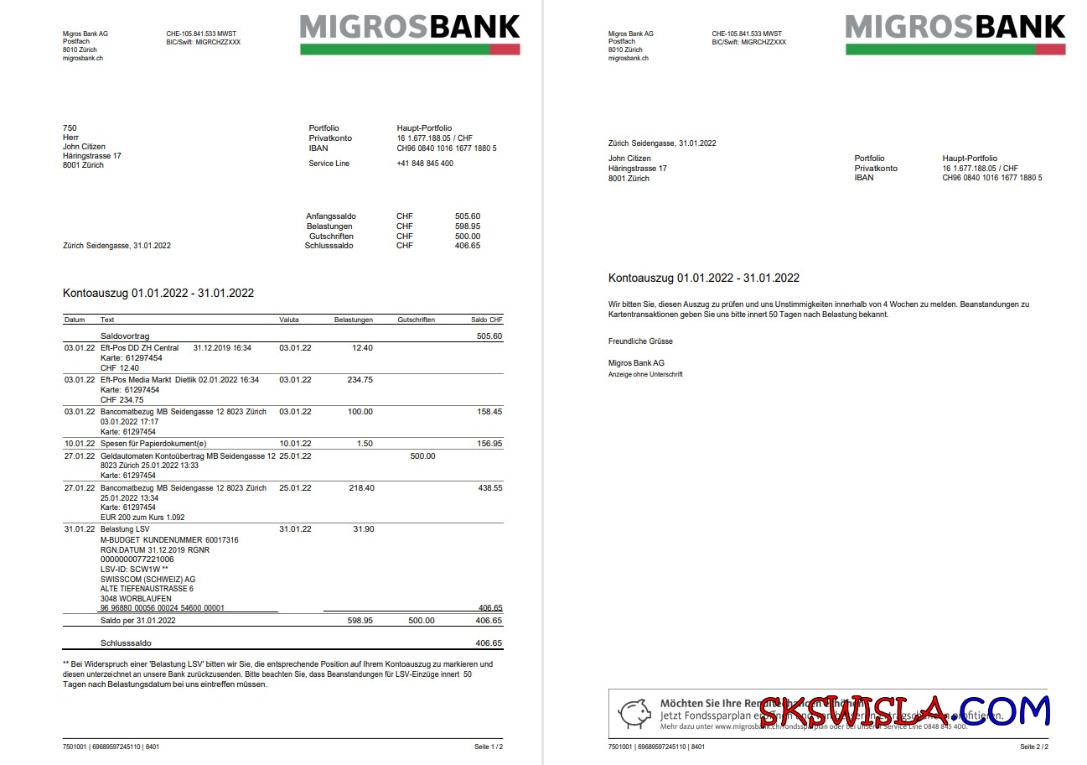 MIGROSBANK
Migros Bank AG CHE-105.841.533 MWST
Postfach BIC/Swift: MIGRCHZZXXX
8010 Zürich
migrosbank.ch
750 Portfolio Haupt-Portfolio
Herr Privatkonto 16 1.677.188.05 / CHF
John Citizen IBAN CH96 0840 1016 1677 1880 5
Häringstrasse 17
8001 Zürich Service Line +41 848 845 400
Anfangssaldo CHF 505.60
Belastungen CHF 598.95
Gutschriften CHF 500.00
Zürich Seidengasse, 31.01.2022 Schlusssaldo CHF 406.65
Kontoauszug 01.01.2022 - 31.01.2022
Datum Text Valuta Belastungen Gutschriften Saldo CHF
Saldovortrag 505.60
03.01.22 Eft-Pos DD ZH Central 31.12.2019 16:34 03.01.22 12.40
Karte: 61297454
CHF 12.40
03.01.22 Eft-Pos Media Markt Dietlik 02.01.2022 16:34 03.01.22 234.75
Karte: 61297454
CHF 234.75
03.01.22 Bancomatbezug MB Seidengasse 12 8023 Zürich 03.01.22 100.00 158.45
03.01.2022 17:17
Karte: 61297454
10.01.22 Spesen für Papierdokument(e) 10.01.22 1.50 156.95
27.01.22 Geldautomaten Kontoübertrag MB Seidengasse 12 25.01.22 500.00
8023 Zürich 25.01.2022 13:33
Karte: 61297454
27.01.22 Bancomatbezug MB Seidengasse 12 8023 Zürich 25.01.22 218.40 438.55
25.01.2022 13:34
Karte: 61297454
EUR 200 zum Kurs 1.092
31.01.22 Belastung LSV 31.01.22 31.90
M-BUDGET KUNDENUMMER 60017316
RGN.DATUM 31.12.2019 RGNR
0000000077221006
LSV-ID: SCW1W **
SWISSCOM (SCHWEIZ) AG
ALTE TIEFENAUSTRASSE 6
3048 WORBLAUFEN
96 96880 00056 00024 54600 00001 406.65
Saldo per 31.01.2022 598.95 500.00 406.65
Schlusssaldo 406.65
** Bei Widerspruch einer 'Belastung LSV' bitten wir Sie, die entsprechende Position auf Ihrem Kontoauszug zu markieren und
diesen unterzeichnet an unsere Bank zurückzusenden. Bitte beachten Sie, dass Beanstandungen für LSV-Einzüge innert 50
Tagen nach Belastungsdatum bei uns eintreffen müssen.
7501001 | 69689597245110 | 8401 Seite 1 / 2
MIGROSBANK
Migros Bank AG CHE-105.841.533 MWST
Postfach BIC/Swift: MIGRCHZZXXX
8010 Zürich
migrosbank.ch
Zürich Seidengasse, 31.01.2022
John Citizen Portfolio Haupt-Portfolio
Häringstrasse 17 Privatkonto 16 1.677.188.05 / CHF
8001 Zürich IBAN CH96 0840 1016 1677 1880 5
Kontoauszug 01.01.2022 - 31.01.2022
Wir bitten Sie, diesen Auszug zu prüfen und uns Unstimmigkeiten innerhalb von 4 Wochen zu melden. Beanstandungen zu
Kartentransaktionen geben Sie uns bitte innert 50 Tagen nach Belastung bekannt.
Freundliche Grüsse
Migros Bank AG
Anzeige ohne Unterschrift
Möchten Sie Ihre
Jetzt Fondssparplan profitieren.
Mehr dazu unter www.migrosbank.ch/fondssparplan oder bei unserer Service Line 0848 845 400.
SKSWISLA.COM
7501001 | 69689597245110 | 8401 Seite 2 / 2